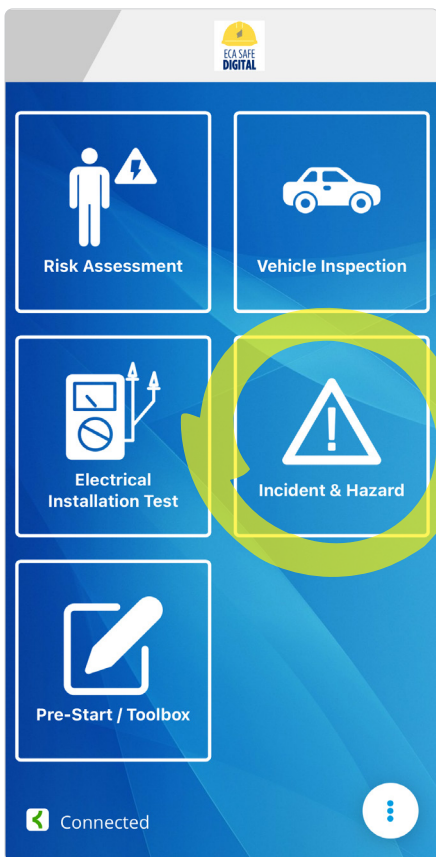 ECA SAFE
DIGITAL
Risk Assessment
Vehicle Inspection
Electrical
Installation Test
Incident & Hazard
Pre-Start / Toolbox
Connected